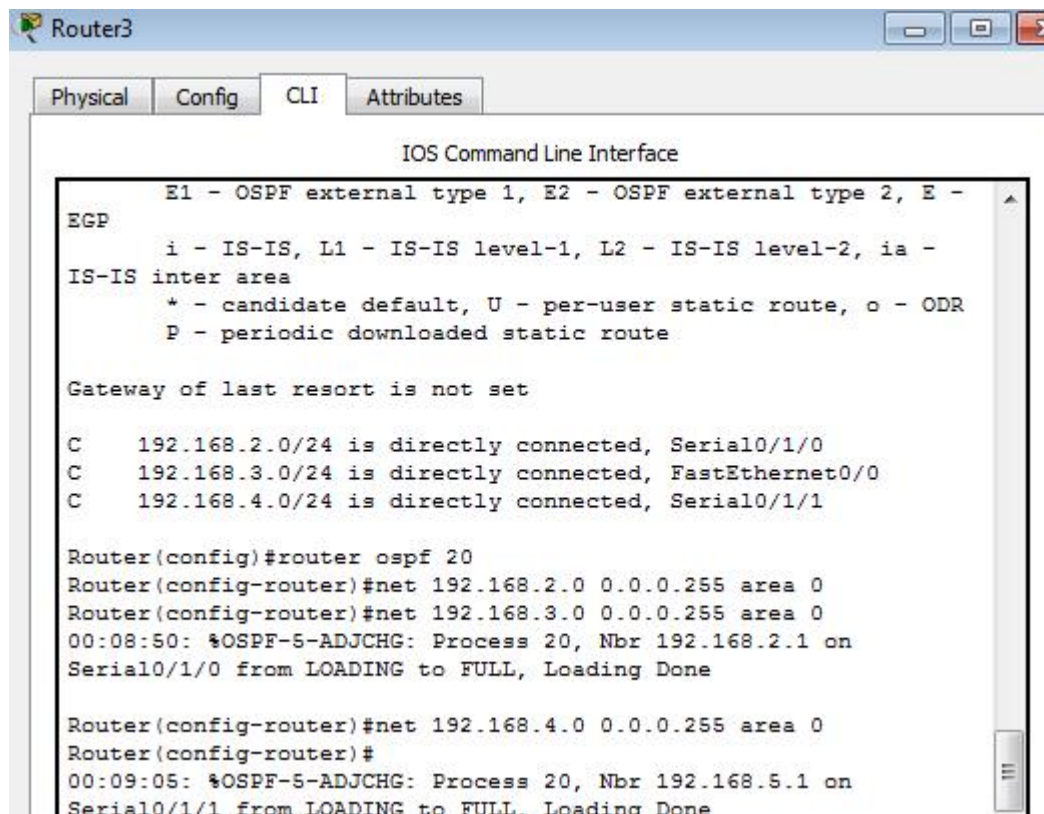 Router3
Physical Config CLI Attributes
IOS Command Line Interface
E1 - OSPF external type 1, E2 - OSPF external type 2, E -
EGP
i - IS-IS, L1 - IS-IS level-1, L2 - IS-IS level-2, ia -
IS-IS inter area
* - candidate default, U - per-user static route, o - ODR
P - periodic downloaded static route
Gateway of last resort is not set
C 192.168.2.0/24 is directly connected, Serial0/1/0
C 192.168.3.0/24 is directly connected, FastEthernet0/0
C 192.168.4.0/24 is directly connected, Serial0/1/1
Router(config)#router ospf 20
Router(config-router)#net 192.168.2.0 0.0.0.255 area 0
Router(config-router)#net 192.168.3.0 0.0.0.255 area 0
00:08:50: %OSPF-5-ADJCHG: Process 20, Nbr 192.168.2.1 on
Serial0/1/0 from LOADING to FULL, Loading Done
Router(config-router)#net 192.168.4.0 0.0.0.255 area 0
Router(config-router)#
00:09:05: %OSPF-5-ADJCHG: Process 20, Nbr 192.168.5.1 on
Serial0/1/1 from LOADING to FULL, Loading Done